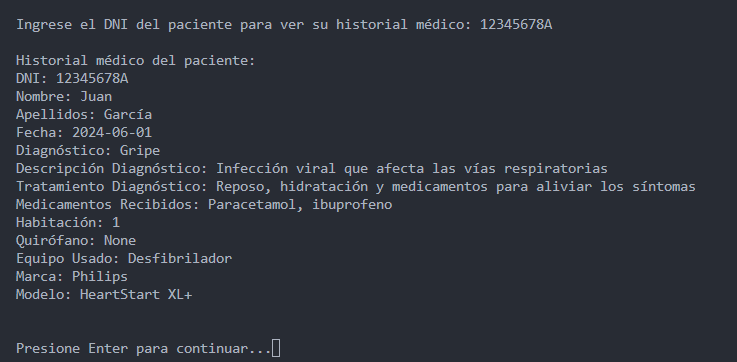 Ingrese el DNI del paciente para ver su historial médico: 12345678A
Historial médico del paciente:
DNI: 12345678A
Nombre: Juan
Apellidos: García
Fecha: 2024-06-01
Diagnóstico: Gripe
Descripción Diagnóstico: Infección viral que afecta las vías respiratorias
Tratamiento Diagnóstico: Reposo, hidratación y medicamentos para aliviar los síntomas
Medicamentos Recibidos: Paracetamol, ibuprofeno
Habitación: 1
Quirófano: None
Equipo Usado: Desfibrilador
Marca: Philips
Modelo: HeartStart XL+
Presione Enter para continuar...